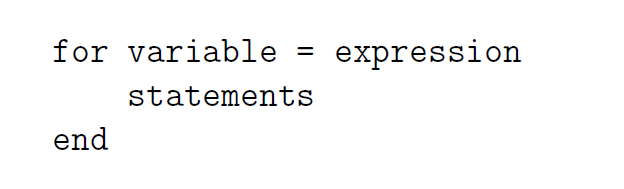 for variable = expression
    statements
end